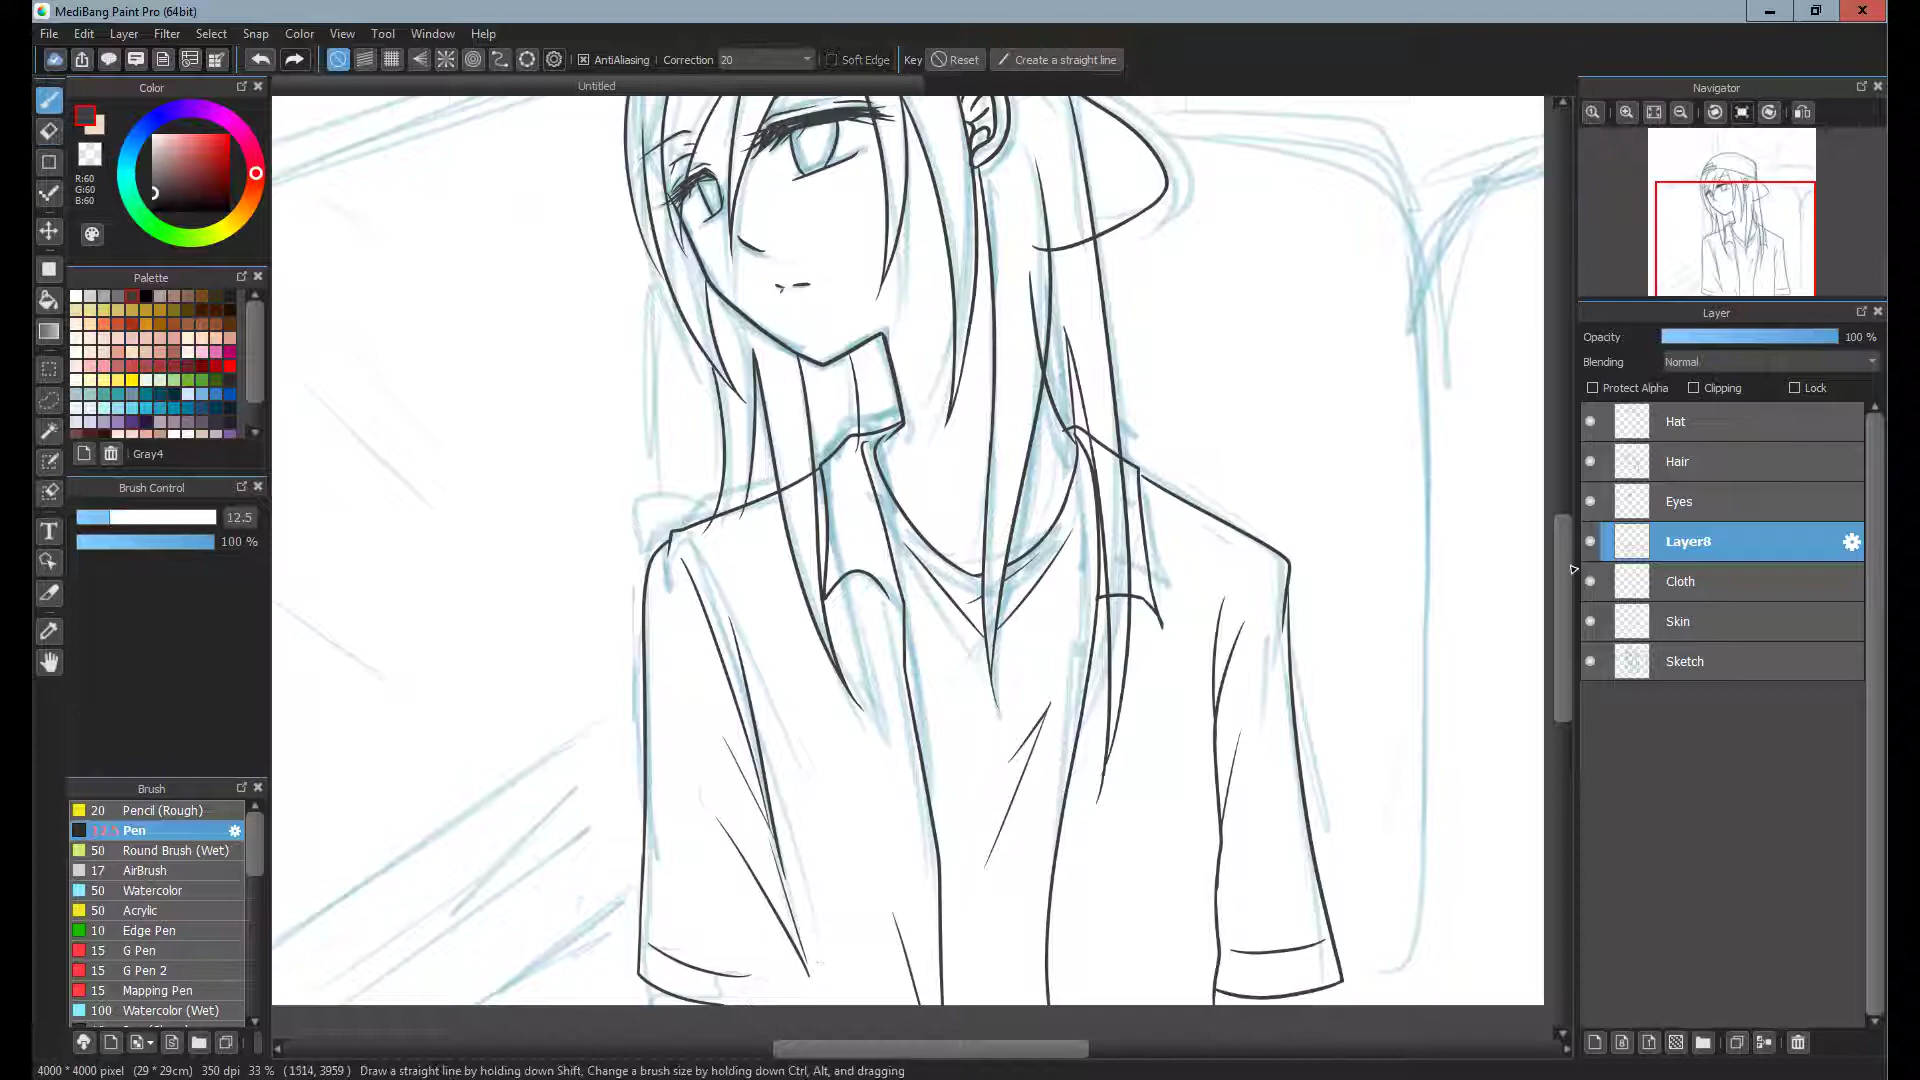 MediBang Paint Pro (64bit)
File Edit Layer Filter Select Snap Color View Tool Window Help
AntiAliasing Correction 20 Soft Edge Key Reset Create a straight line
Color
Untitled
Navigator
R:60
G:60
B:60
Palette
Gray4
Brush Control
12.5
100 %
Layer
Opacity 100 %
Blending Normal
Protect Alpha Clipping Lock
Hat
Hair
Eyes
Layer8
Cloth
Skin
Sketch
Brush
20 Pencil (Rough)
12.5 Pen
50 Round Brush (Wet)
17 AirBrush
50 Watercolor
50 Acrylic
10 Edge Pen
15 G Pen
15 G Pen 2
15 Mapping Pen
100 Watercolor (Wet)
4000 * 4000 pixel (29 * 29cm) 350 dpi 33 % ( 1514, 3959 ) Draw a straight line by holding down Shift, Change a brush size by holding down Ctrl, Alt, and dragging